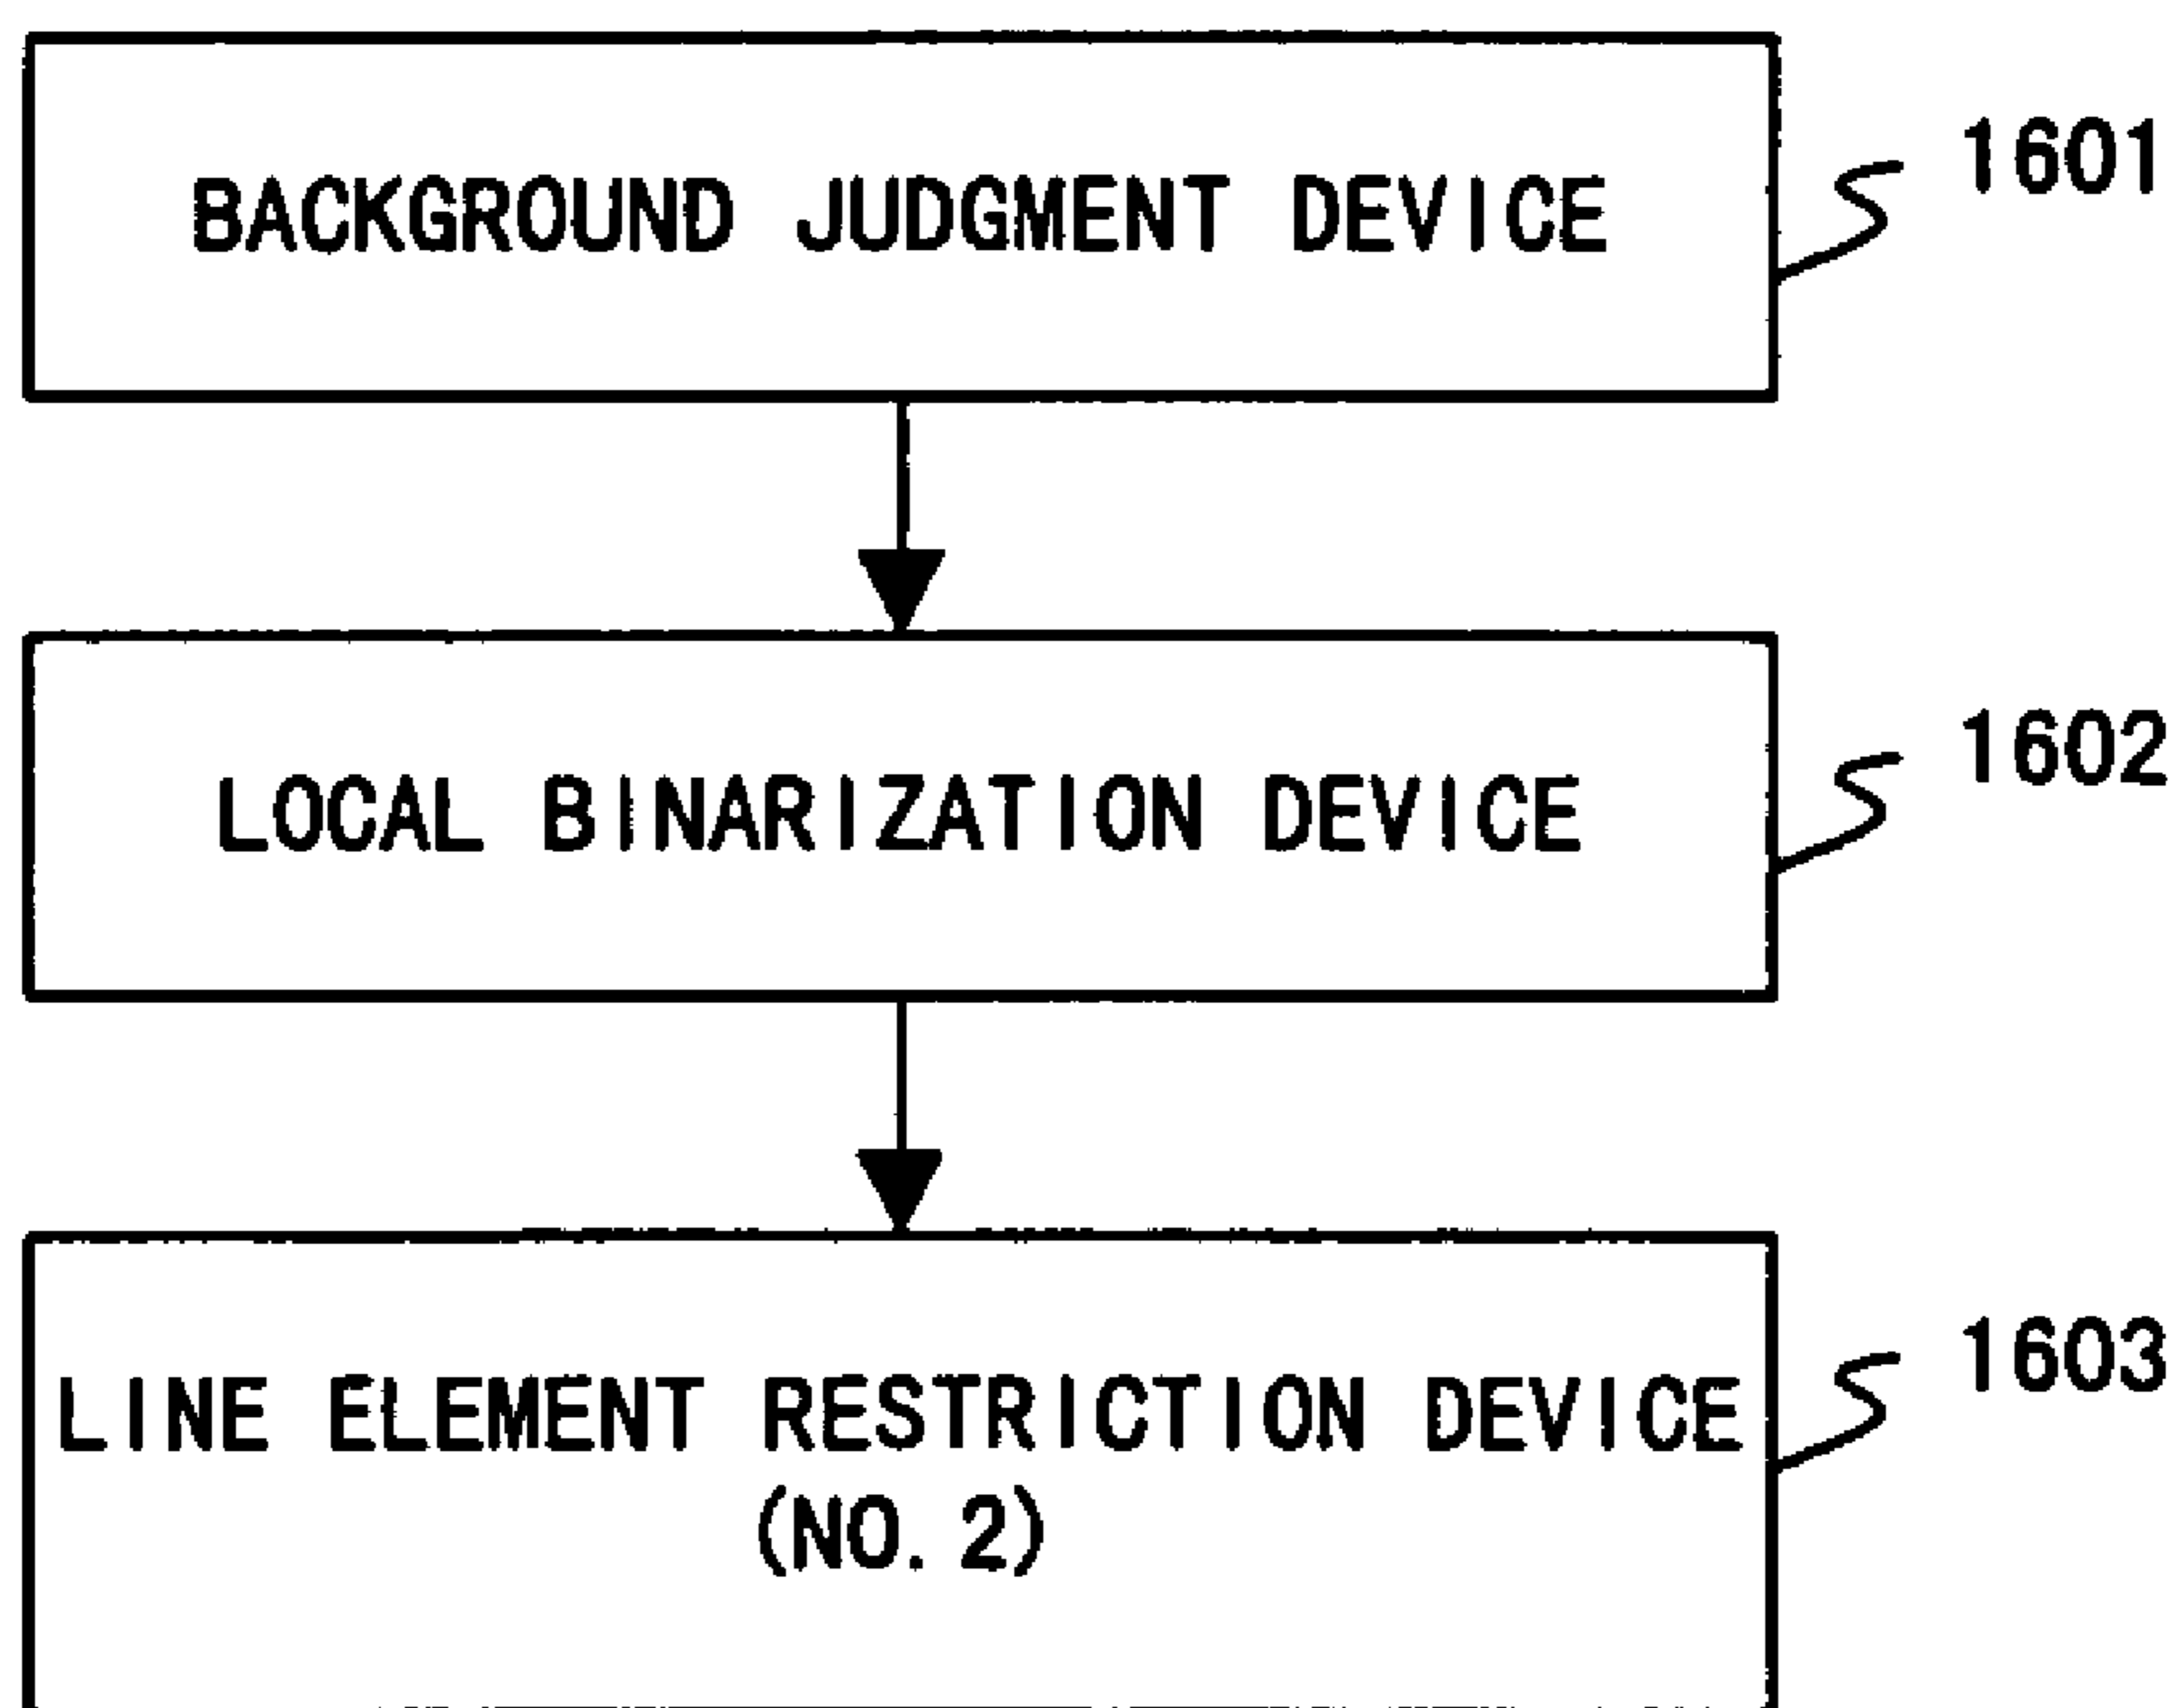 BACKGROUND JUDGMENT DEVICE
1601
LOCAL BINARIZATION DEVICE
1602
LINE ELEMENT RESTRICTION DEVICE
(NO. 2)
1603